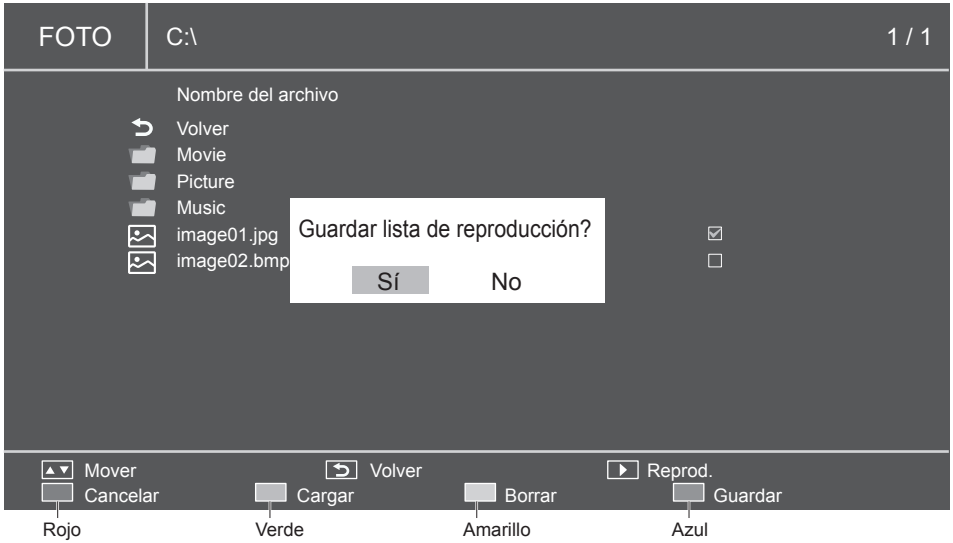 FOTO C:\ 1 / 1
Nombre del archivo
Volver
Movie
Picture
Music
image01.jpg
image02.bmp
Guardar lista de reproducción?
Sí No
Mover Volver Reprod.
Cancelar Cargar Borrar Guardar
Rojo Verde Amarillo Azul